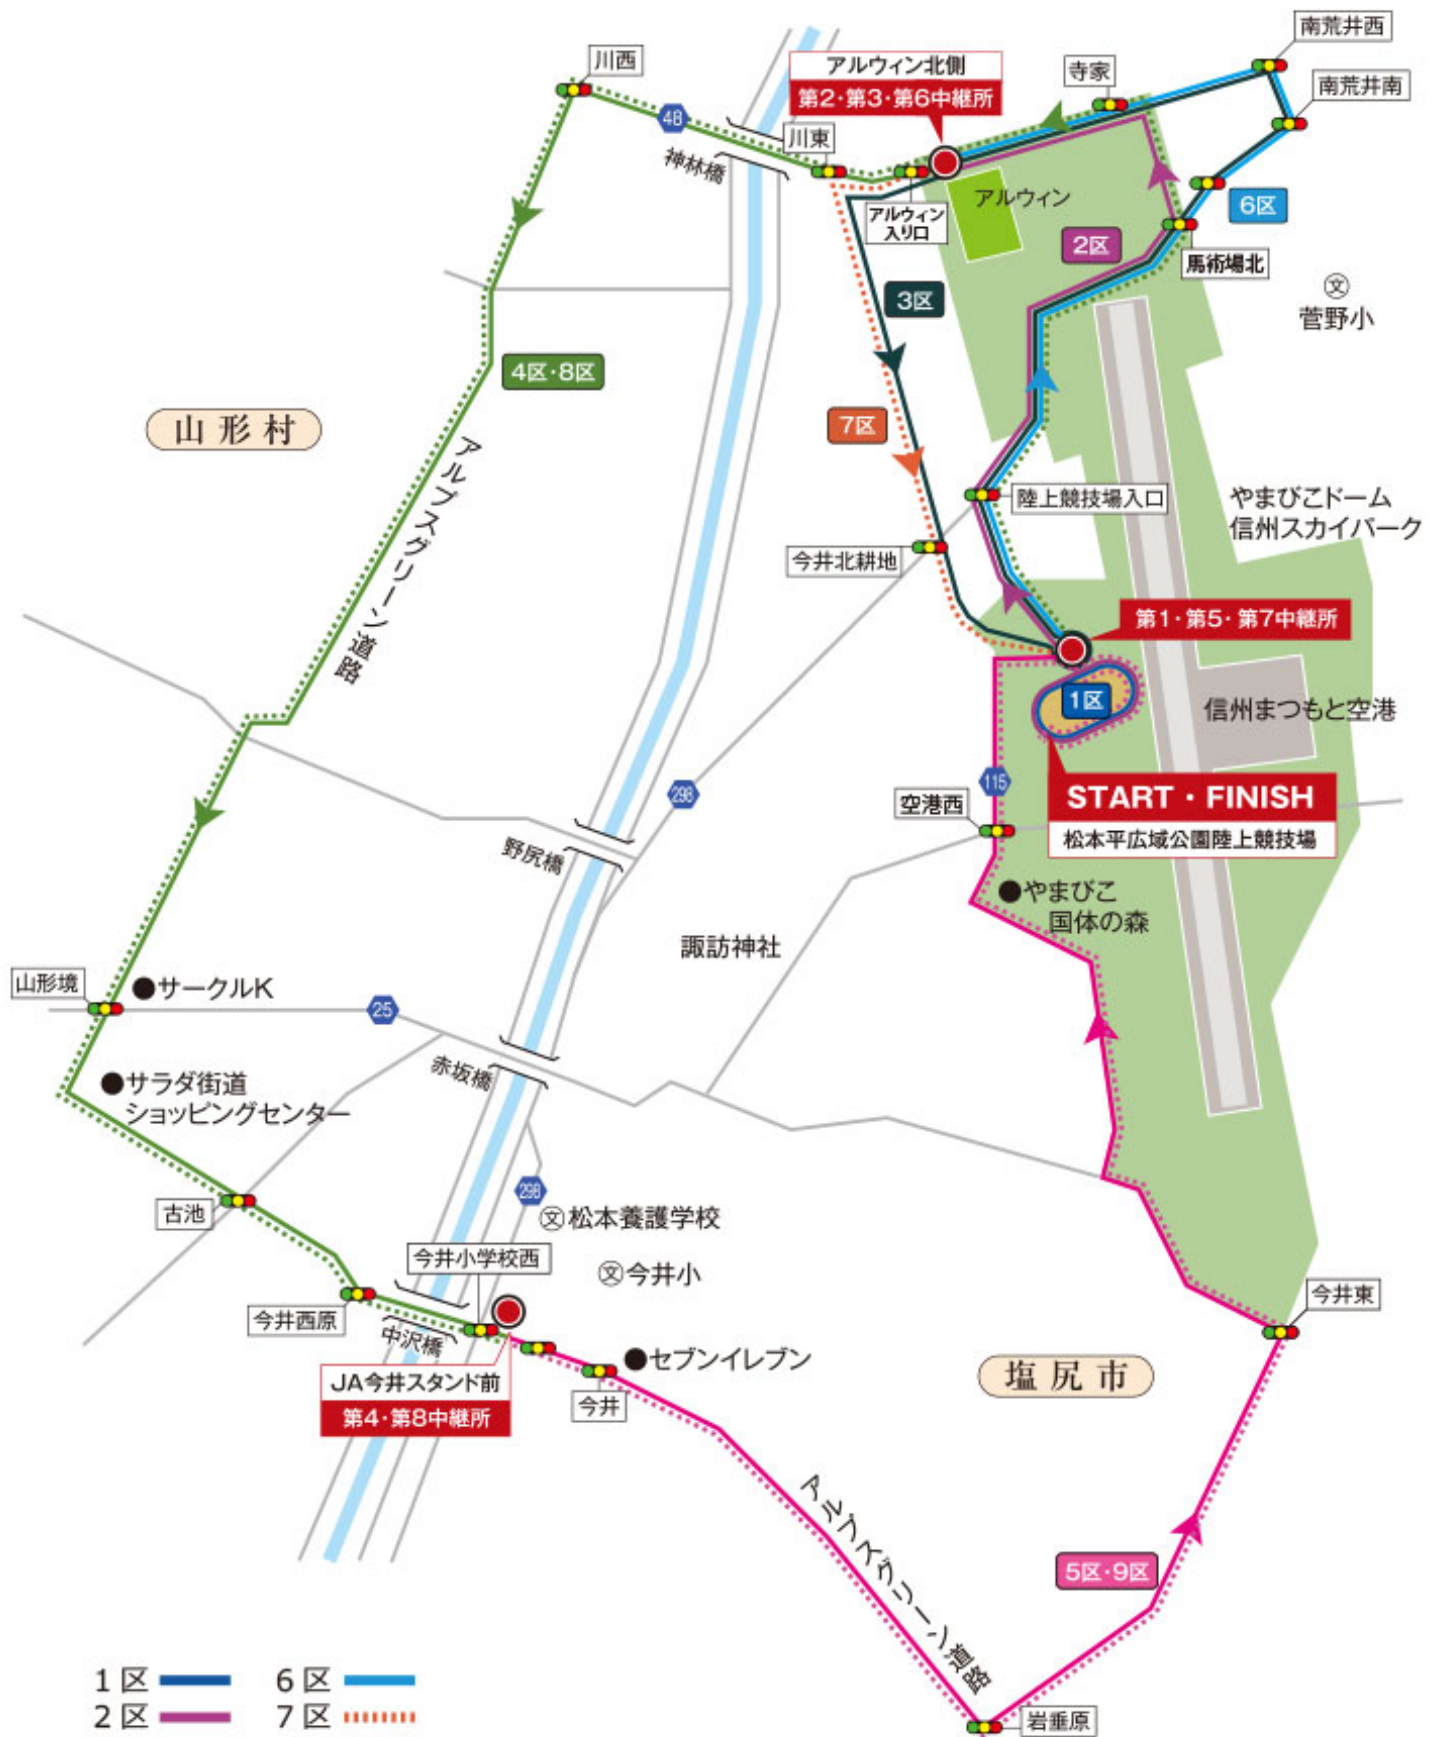 南荒井西
川西
アルウィン北側
寺家
南荒井南
第2・第3・第6中継所
48
川東
神林橋
アルウィン
アルウィン
入り口
6区
2区
馬術場北
3区
菅野小
文
4区・8区
7区
山形村
アルプスグリーン道路
陸上競技場入口
やまびこドーム
信州スカイパーク
今井北耕地
第1・第5・第7中継所
1区
信州まつもと空港
298
115
START・FINISH
空港西
松本平広域公園陸上競技場
野尻橋
やまびこ
国体の森
諏訪神社
山形境
サークルK
25
赤坂橋
サラダ街道
ショッピングセンター
298
古池
文松本養護学校
今井小学校西
文今井小
今井西原
中沢橋
今井東
セブンイレブン
JA今井スタンド前
第4・第8中継所
今井
塩尻市
アルプスグリーン道路
5区・9区
1区
6区
2区
7区
岩垂原